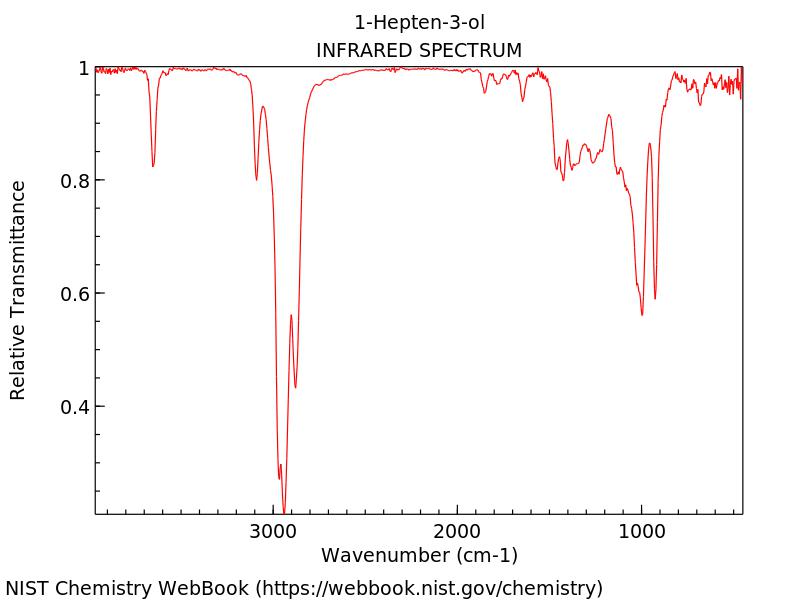 1-Hepten-3-ol
INFRARED SPECTRUM
1
0.8
0.6
0.4
Relative Transmittance
3000 2000 1000
Wavenumber (cm-1)
NIST Chemistry WebBook (https://webbook.nist.gov/chemistry)